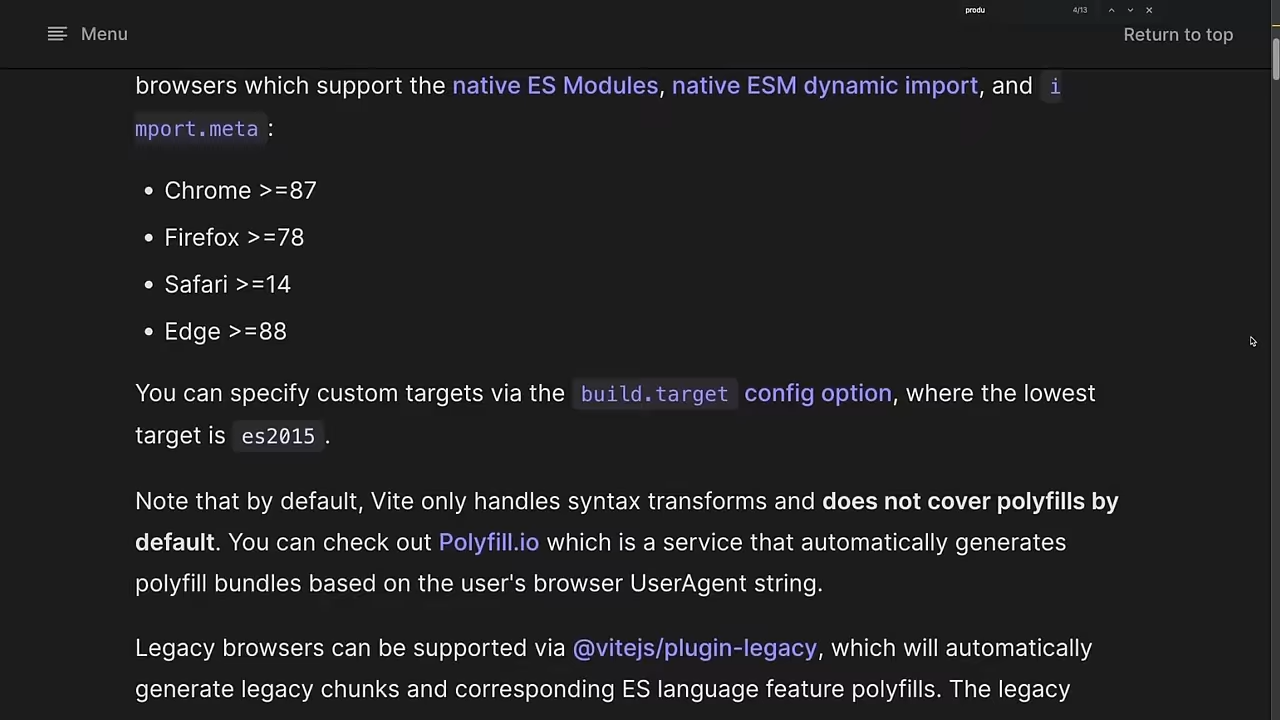 produ
4/13
Menu
Return to top
browsers which support the native ES Modules, native ESM dynamic import, and i
mport.meta :
• Chrome >=87
• Firefox >=78
• Safari >=14
• Edge >=88
You can specify custom targets via the build.target config option, where the lowest
target is es2015 .
Note that by default, Vite only handles syntax transforms and does not cover polyfills by
default. You can check out Polyfill.io which is a service that automatically generates
polyfill bundles based on the user's browser UserAgent string.
Legacy browsers can be supported via @vitejs/plugin-legacy, which will automatically
generate legacy chunks and corresponding ES language feature polyfills. The legacy